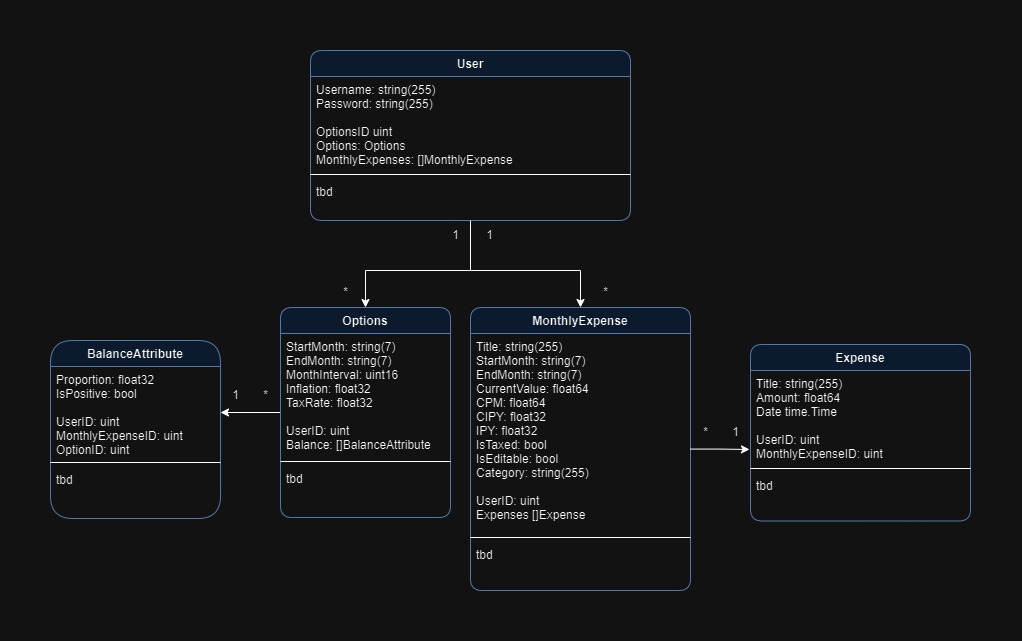 User
Username: string(255)
Password: string(255)
OptionsID uint
Options: Options
MonthlyExpenses: []MonthlyExpense
tbd
1
1
*
*
Options
StartMonth: string(7)
EndMonth: string(7)
MonthInterval: uint16
Inflation: float32
TaxRate: float32
UserID: uint
Balance: []BalanceAttribute
tbd
MonthlyExpense
Title: string(255)
StartMonth: string(7)
EndMonth: string(7)
CurrentValue: float64
CPM: float64
CIPY: float32
IPY: float32
IsTaxed: bool
IsEditable: bool
Category: string(255)
UserID: uint
Expenses []Expense
tbd
BalanceAttribute
Proportion: float32
IsPositive: bool
UserID: uint
MonthlyExpenseID: uint
OptionID: uint
tbd
1
*
*
1
Expense
Title: string(255)
Amount: float64
Date time.Time
UserID: uint
MonthlyExpenseID: uint
tbd